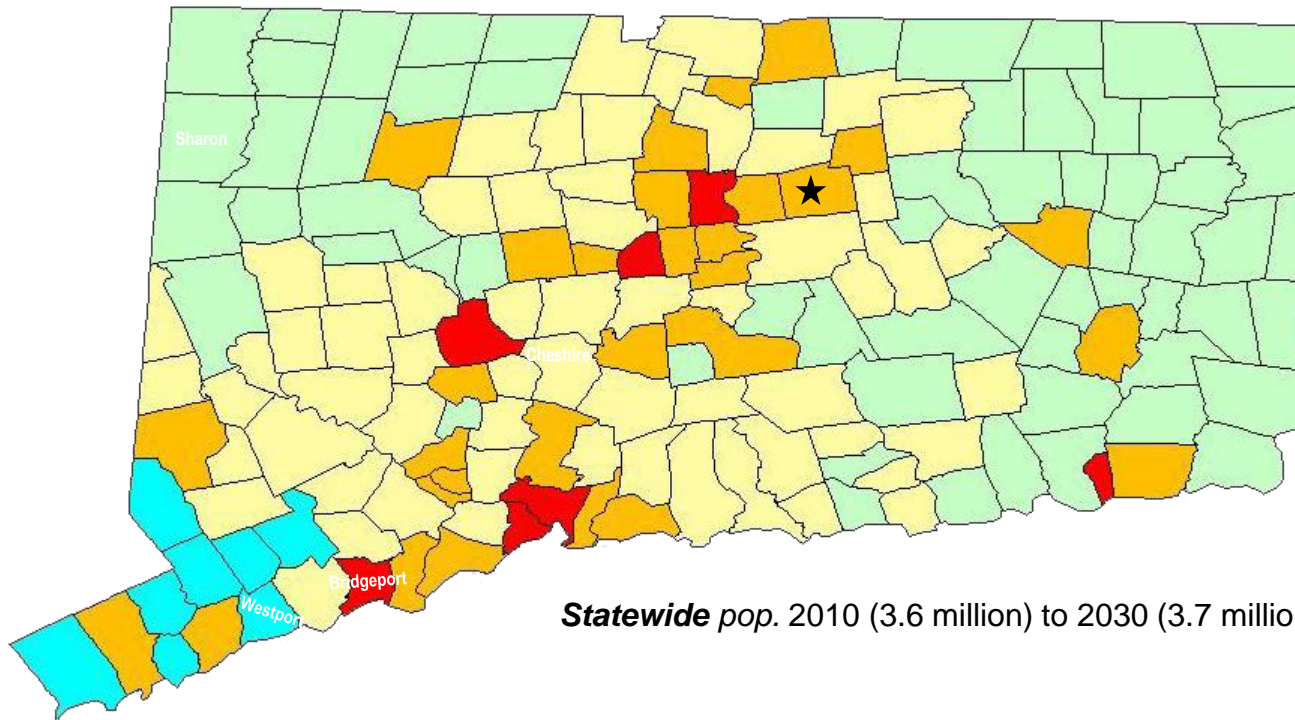 Sharon
Cheshire
Bridgeport
Westport
Statewide pop. 2010 (3.6 million) to 2030 (3.7 millio